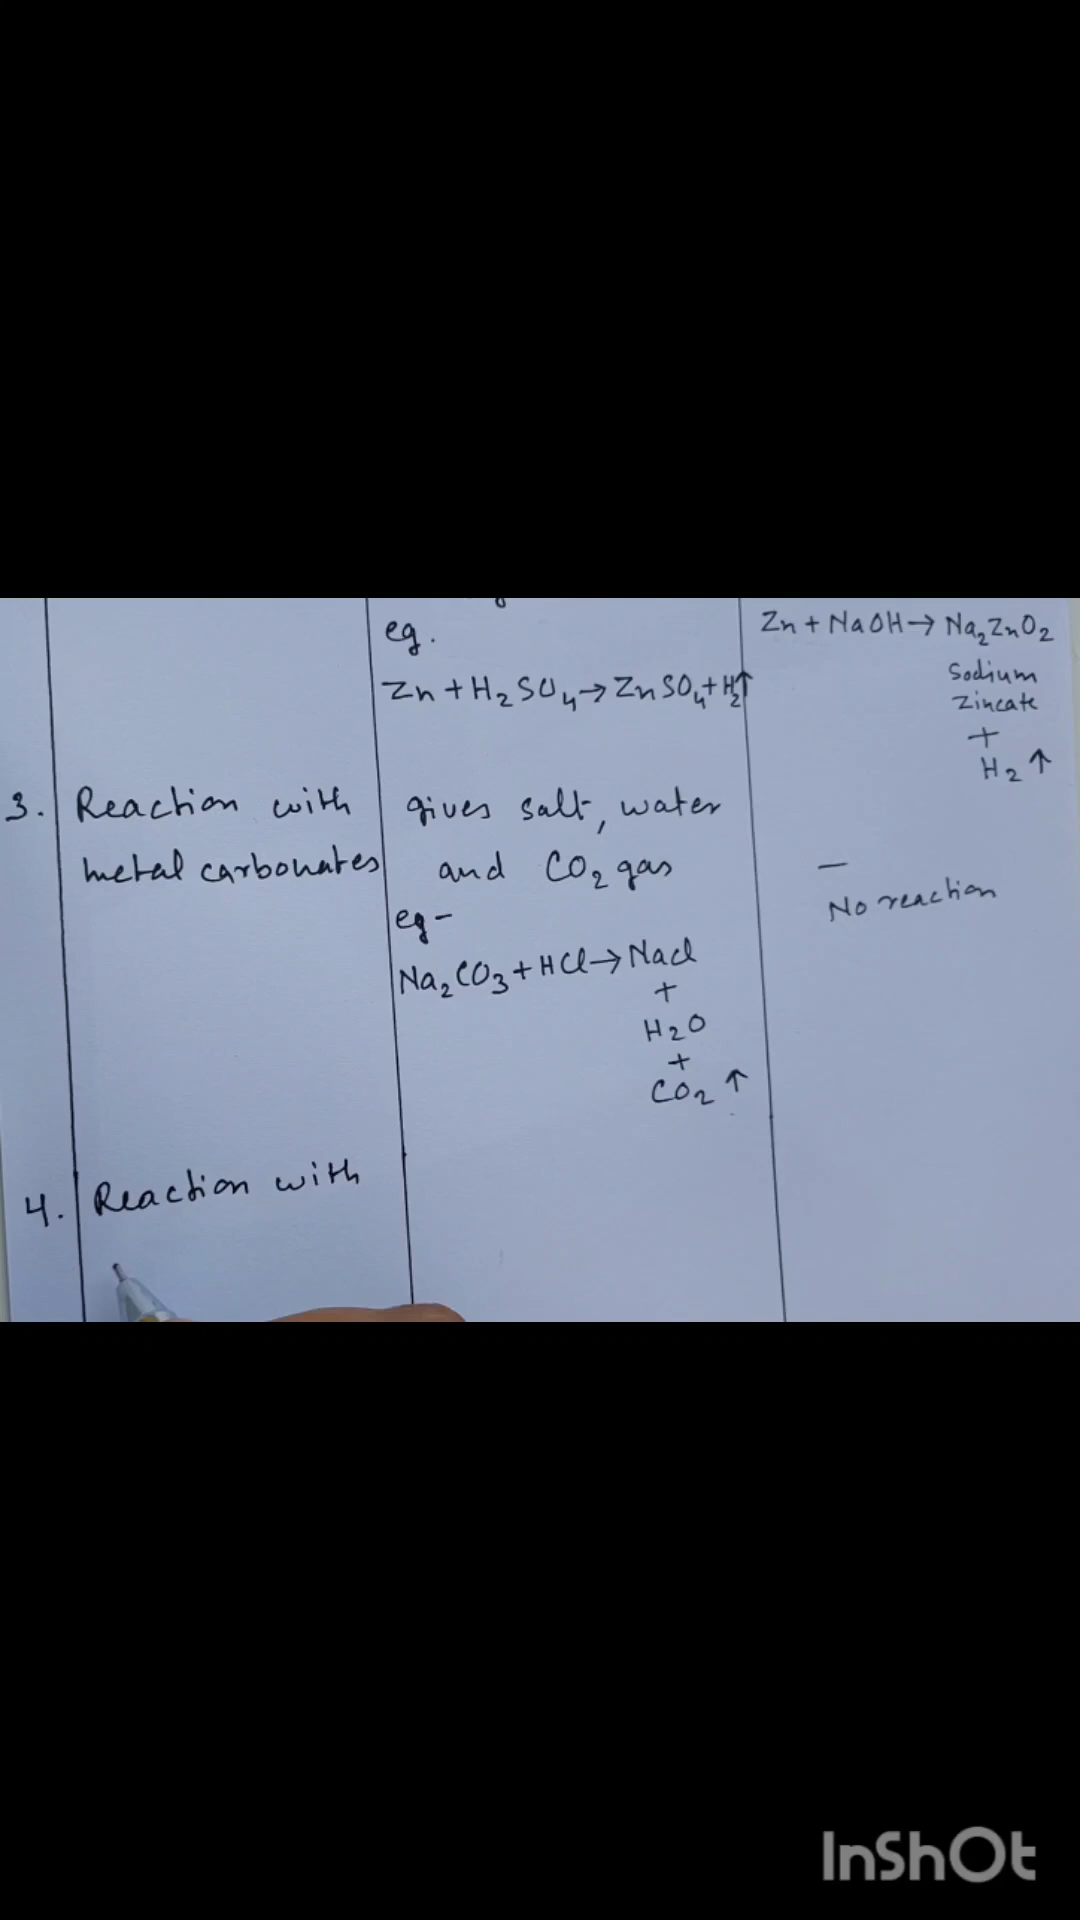 eg.
Zn + H₂SO₄ → ZnSO₄ + H₂↑
Zn + NaOH → Na₂ZnO₂
Sodium
Zincate
+
H₂ ↑
3. Reaction with
metal carbonates
gives salt, water
and CO₂ gas
eg -
Na₂CO₃ + HCl → NaCl
+
H₂O
+
CO₂ ↑
—
No reaction
4. Reaction with
InShOt